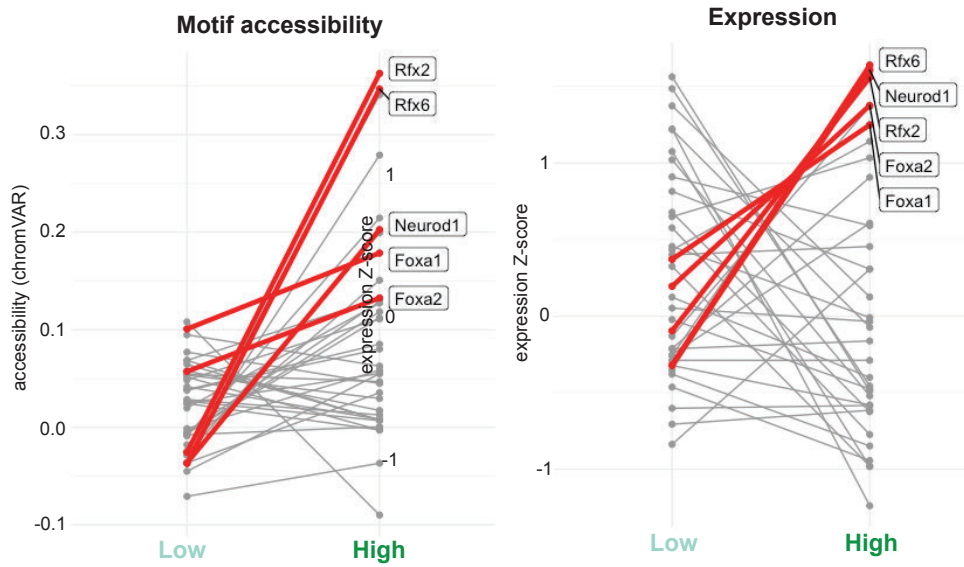 Motif accessibility
accessibility (chromVAR)
0.3
0.2
0.1
0.0
-0.1
Rfx2
Rfx6
Neurod1
Foxa1
Foxa2
expression Z-score
1
0
-1
Low
High
Expression
expression Z-score
1
0
-1
Rfx6
Neurod1
Rfx2
Foxa2
Foxa1
Low
High